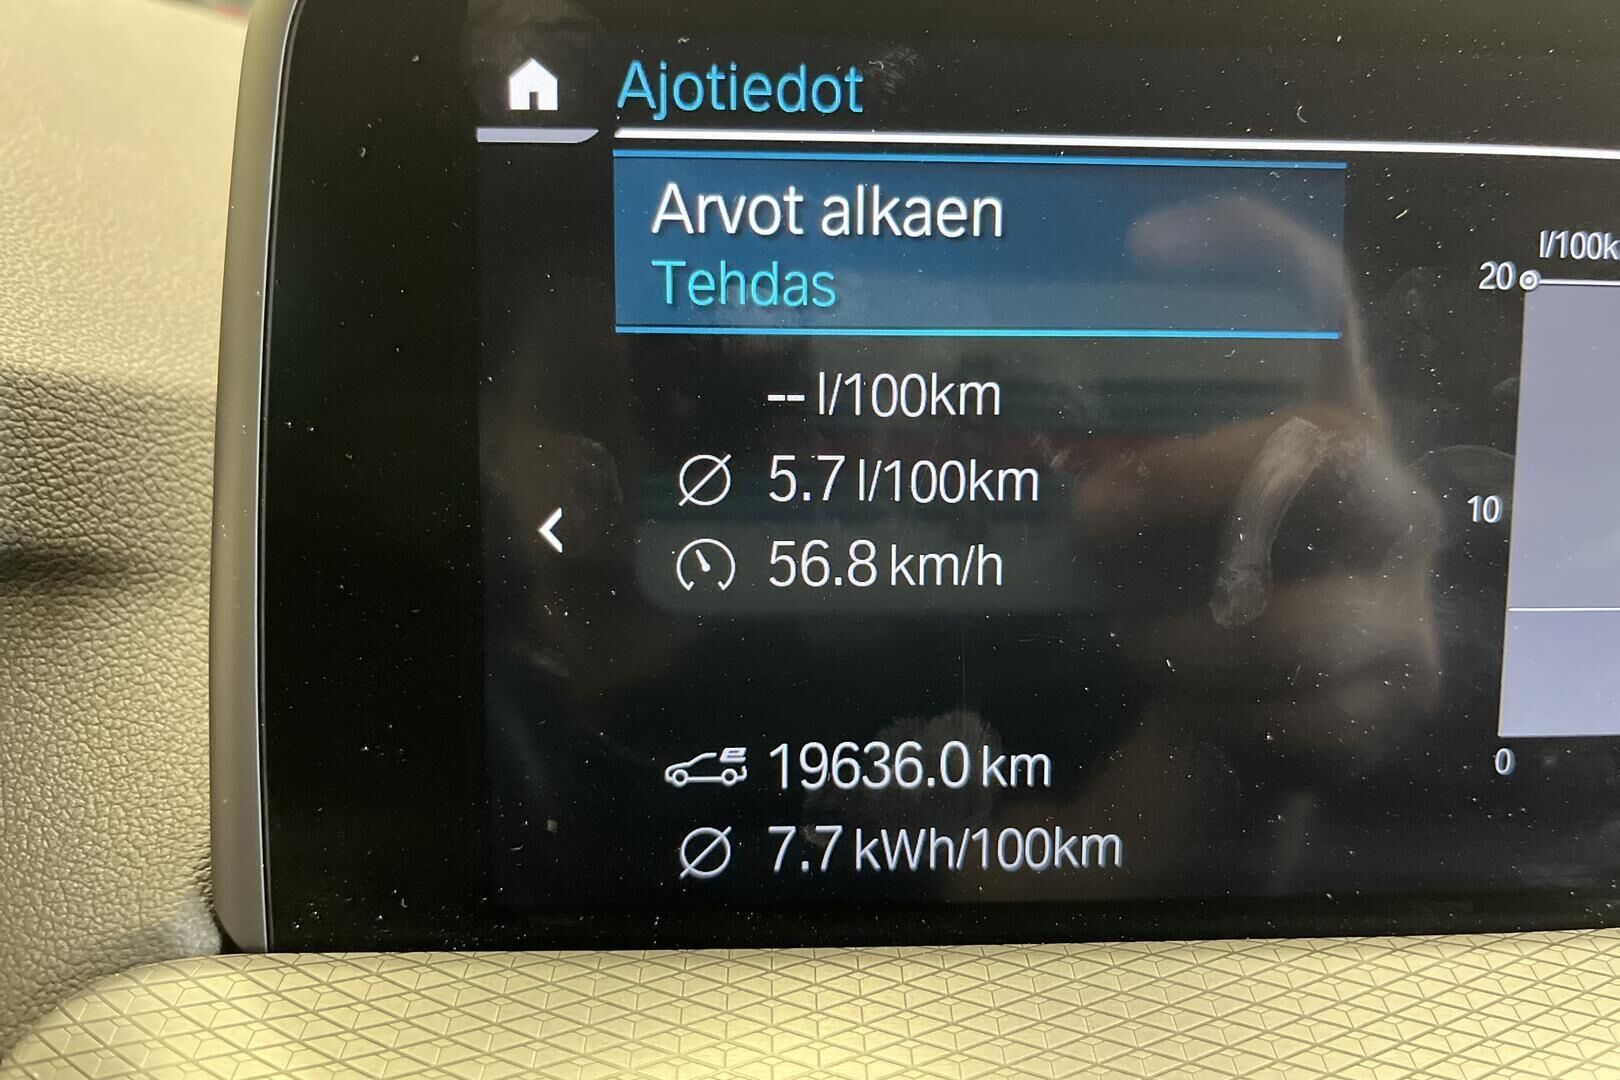 Ajotiedot
Arvot alkaen
Tehdas
-- l/100km
5.7 l/100km
56.8 km/h
19636.0 km
7.7 kWh/100km
l/100k
20
10
0